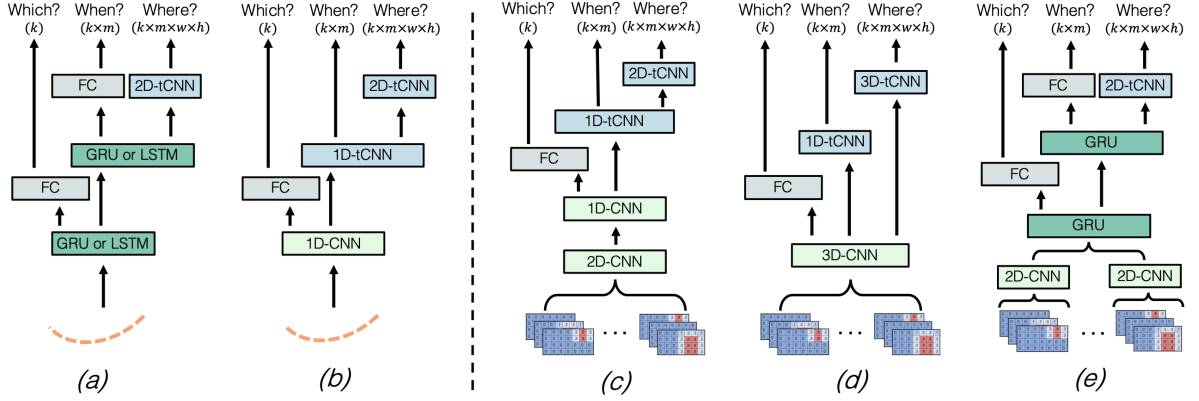 Which? When? Where?
(k) (k×m) (k×m×w×h)
FC 2D-tCNN
GRU or LSTM
FC
GRU or LSTM
(a)
Which? When? Where?
(k) (k×m) (k×m×w×h)
2D-tCNN
1D-tCNN
FC
1D-CNN
(b)
Which? When? Where?
(k) (k×m) (k×m×w×h)
2D-tCNN
1D-tCNN
FC
1D-CNN
2D-CNN
...
(c)
Which? When? Where?
(k) (k×m) (k×m×w×h)
3D-tCNN
1D-tCNN
FC
3D-CNN
...
(d)
Which? When? Where?
(k) (k×m) (k×m×w×h)
FC 2D-tCNN
GRU
FC
GRU
2D-CNN 2D-CNN
...
(e)